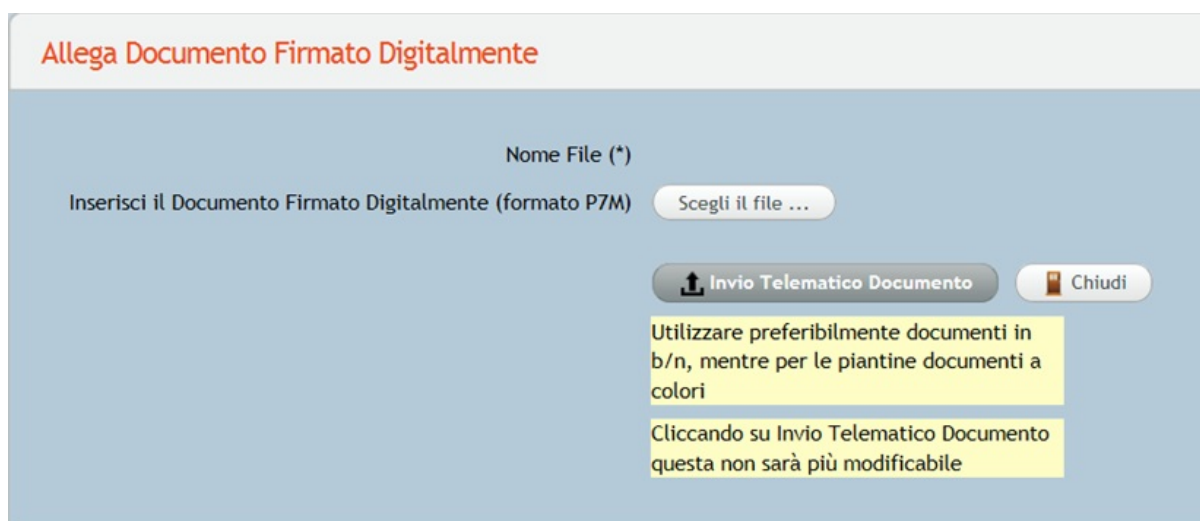 Allega Documento Firmato Digitalmente
Nome File (*)
Inserisci il Documento Firmato Digitalmente (formato P7M) Scegli il file ...
Invio Telematico Documento Chiudi
Utilizzare preferibilmente documenti in
b/n, mentre per le piantine documenti a
colori
Cliccando su Invio Telematico Documento
questa non sarà più modificabile